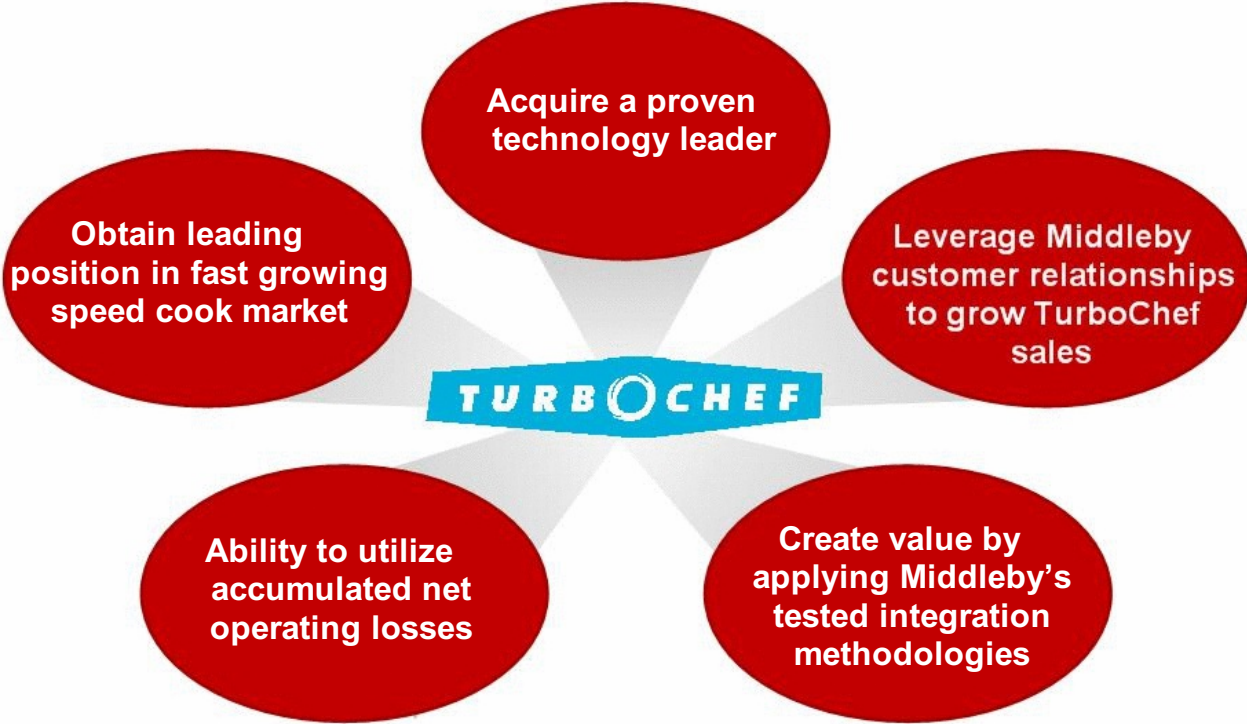 Acquire a proven
technology leader
Obtain leading
position in fast growing
speed cook market
Leverage Middleby
customer relationships
to grow TurboChef
sales
TURBOCHEF
Ability to utilize
accumulated net
operating losses
Create value by
applying Middleby’s
tested integration
methodologies